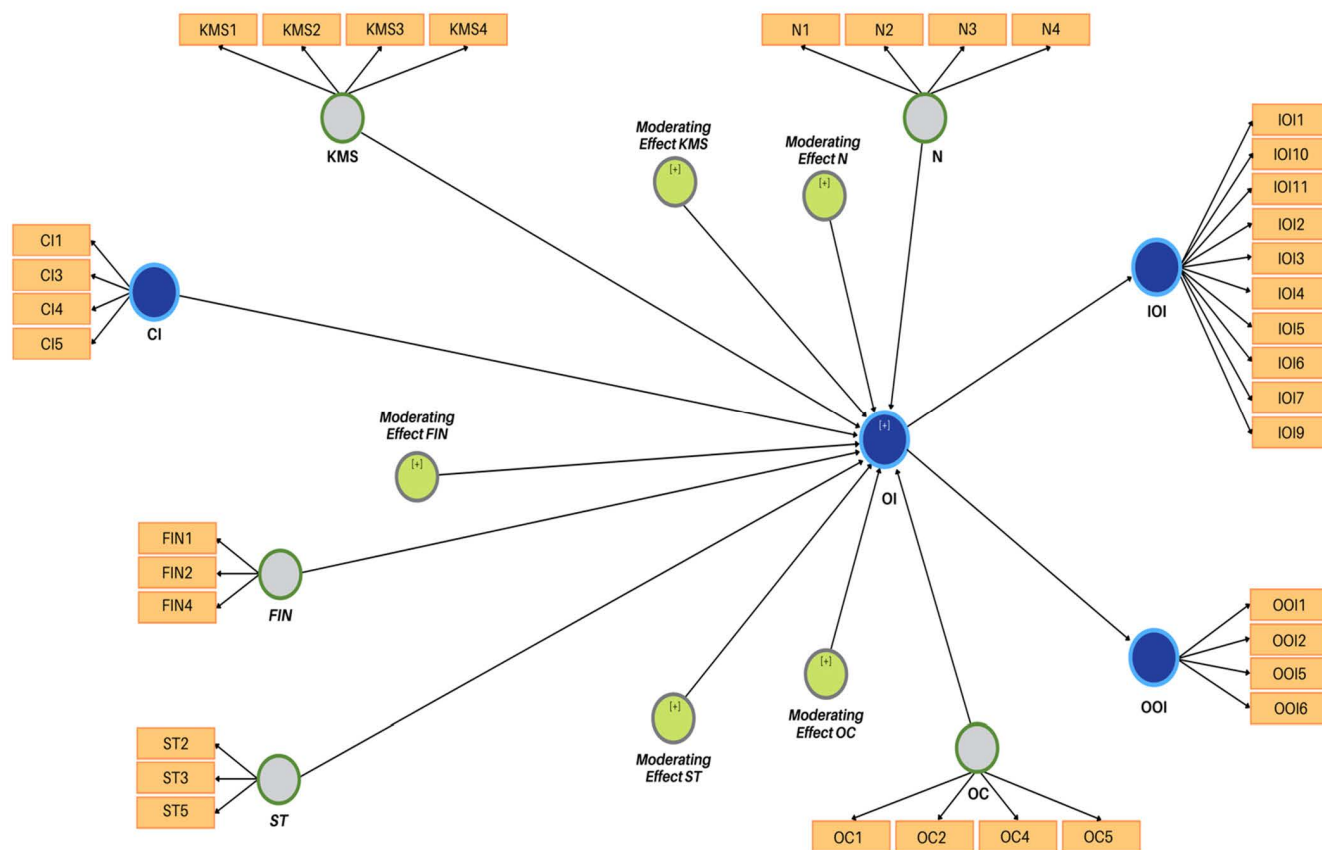 KMS1
KMS2
KMS3
KMS4
N1
N2
N3
N4
KMS
Moderating
Effect KMS
[+]
Moderating
Effect N
[+]
N
IOI1
IOI10
IOI11
IOI2
IOI3
IOI4
IOI5
IOI6
IOI7
IOI9
IOI
CI1
CI3
CI4
CI5
CI
Moderating
Effect FIN
[+]
[+]
OI
FIN1
FIN2
FIN4
FIN
OOI1
OOI2
OOI5
OOI6
OOI
[+]
Moderating
Effect OC
[+]
Moderating
Effect ST
ST2
ST3
ST5
ST
OC
OC1
OC2
OC4
OC5